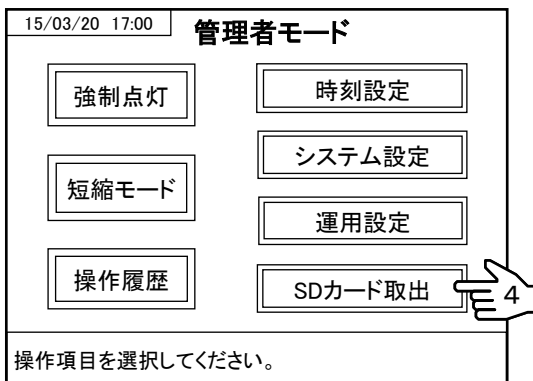 15/03/20 17:00
管理者モード
強制点灯
時刻設定
システム設定
短縮モード
運用設定
操作履歴
SDカード取出
4
操作項目を選択してください。